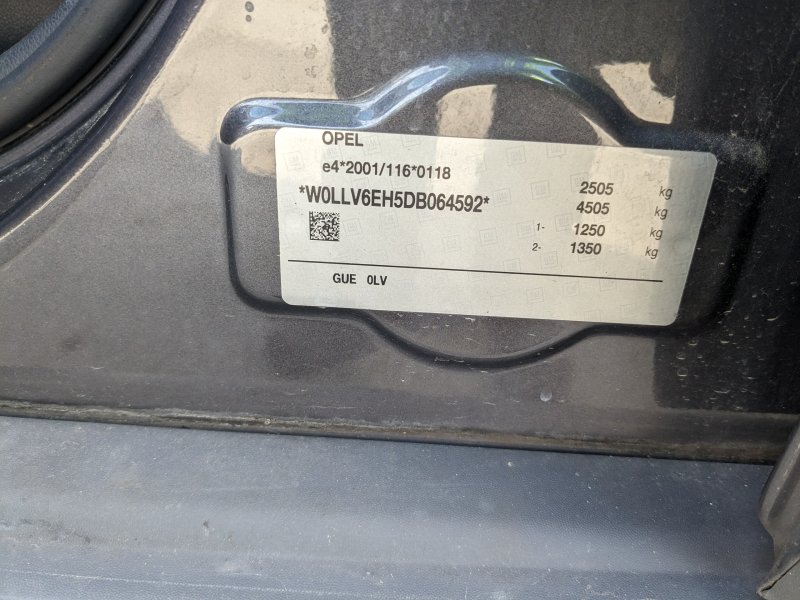 OPEL
e4*2001/116*0118
*W0LLV6EH5DB064592*
2505 kg
4505 kg
1- 1250 kg
2- 1350 kg
GUE 0LV